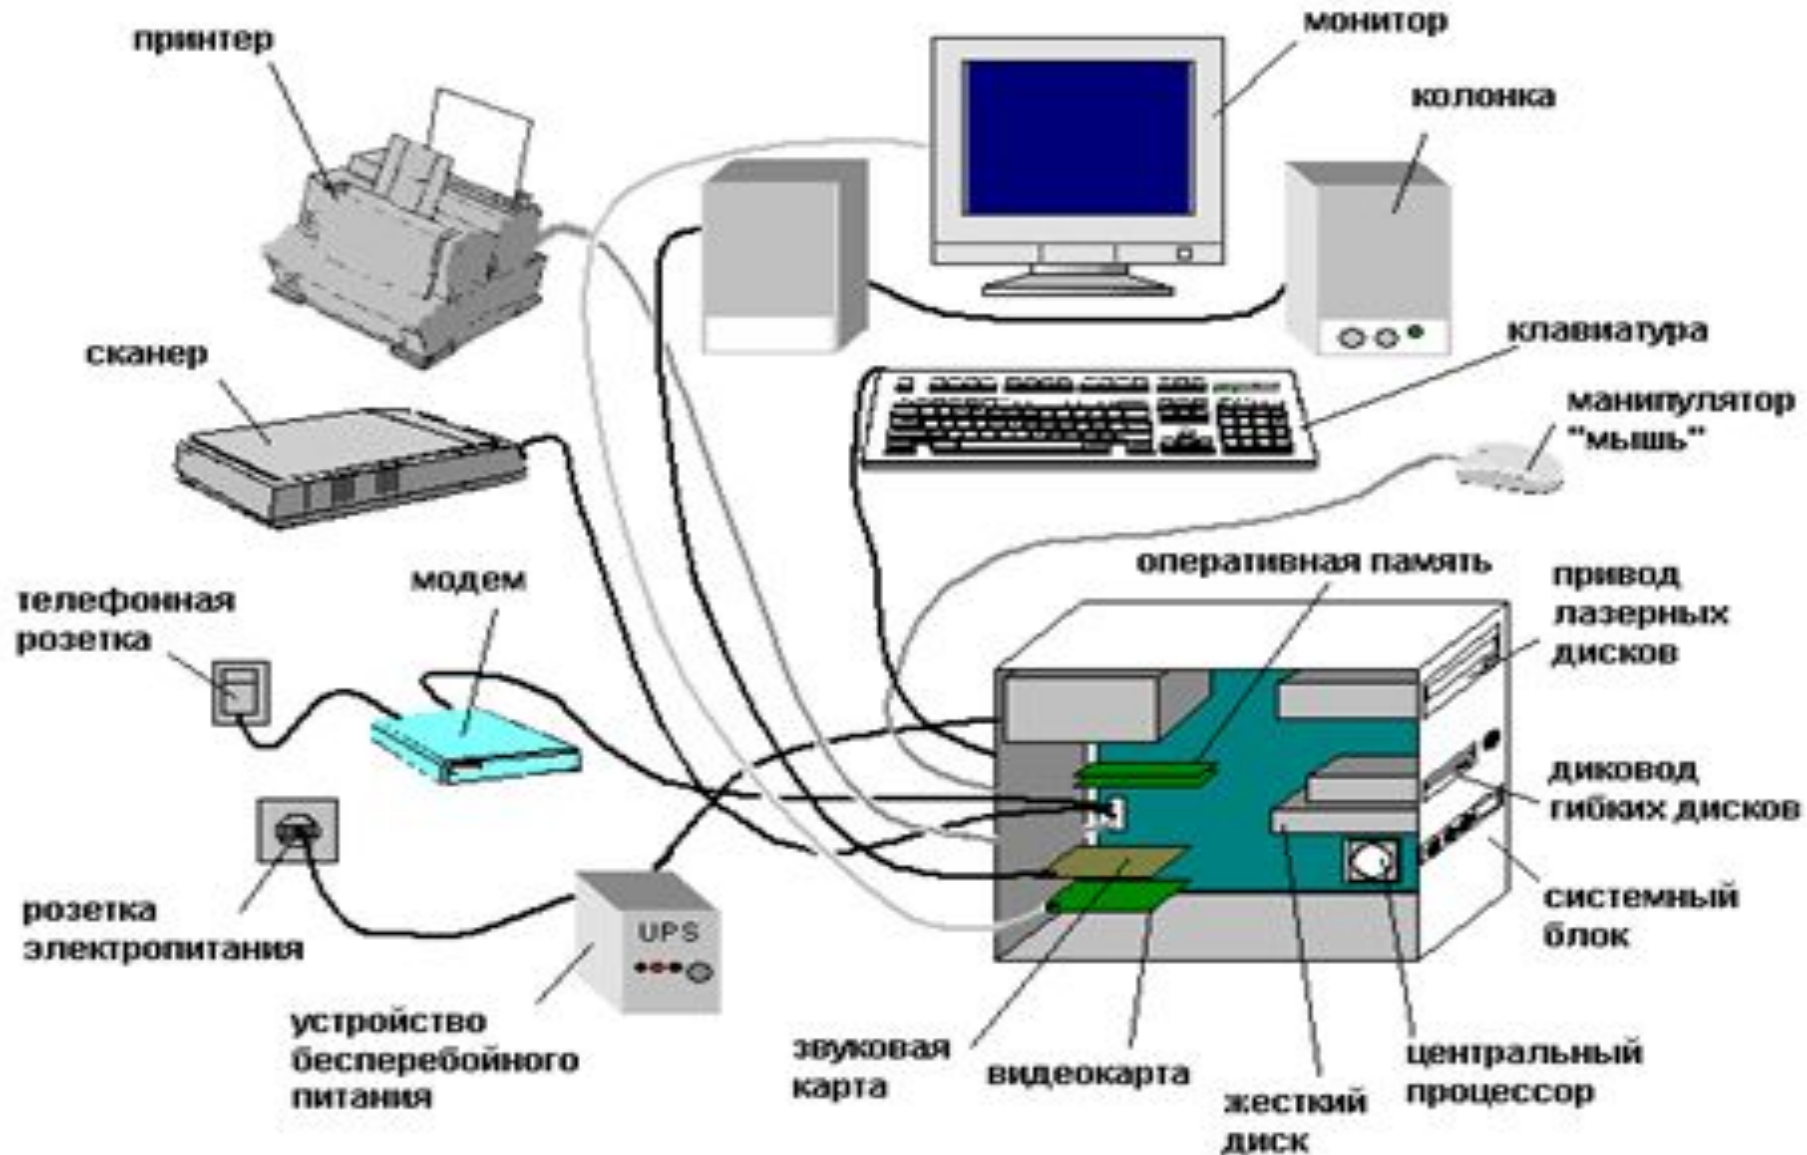 принтер
монитор
колонка
сканер
клавиатура
манипулятор
"мышь"
оперативная память
привод
лазерных
дисков
модем
телефонная
розетка
диковод
гибких дисков
розетка
электропитания
UPS
системный
блок
устройство
бесперебойного
питания
звуковая
карта
видеокарта
жесткий
диск
центральный
процессор